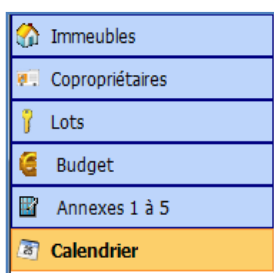 Immeubles
Copropriétaires
Lots
Budget
Annexes 1 à 5
Calendrier